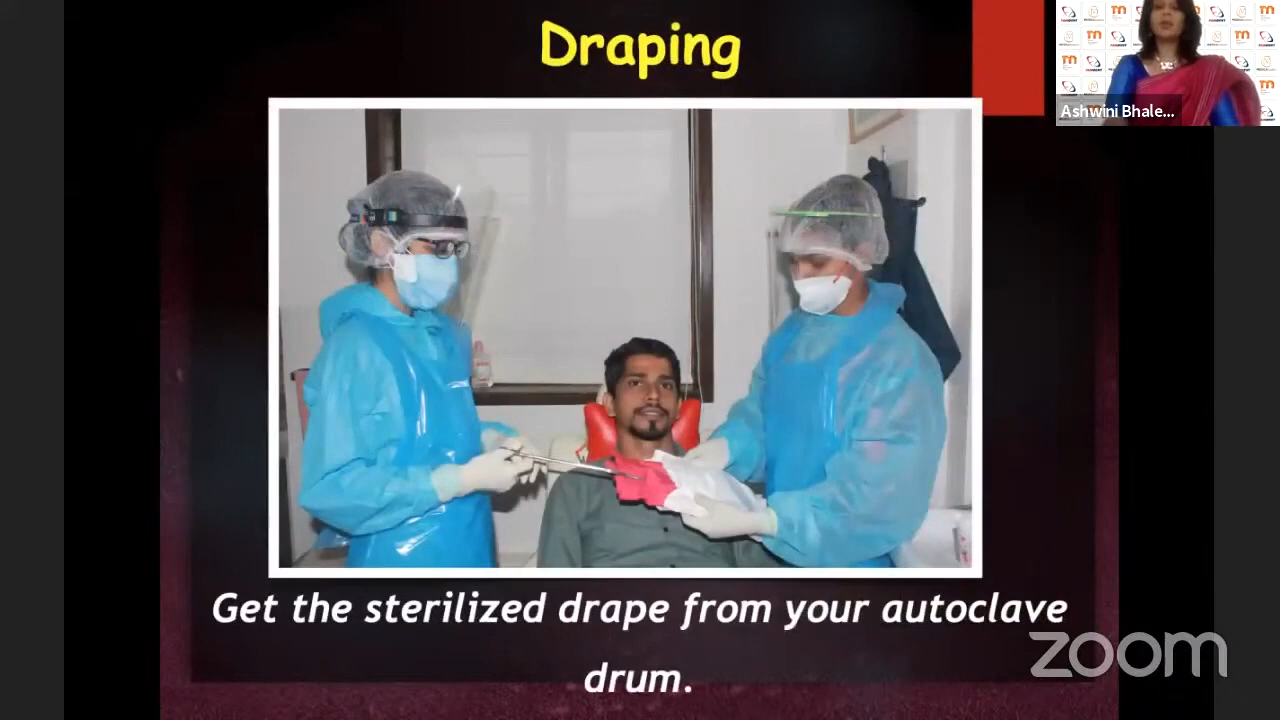 Draping
Ashwini Bhale...
Get the sterilized drape from your autoclave
drum.
zoom